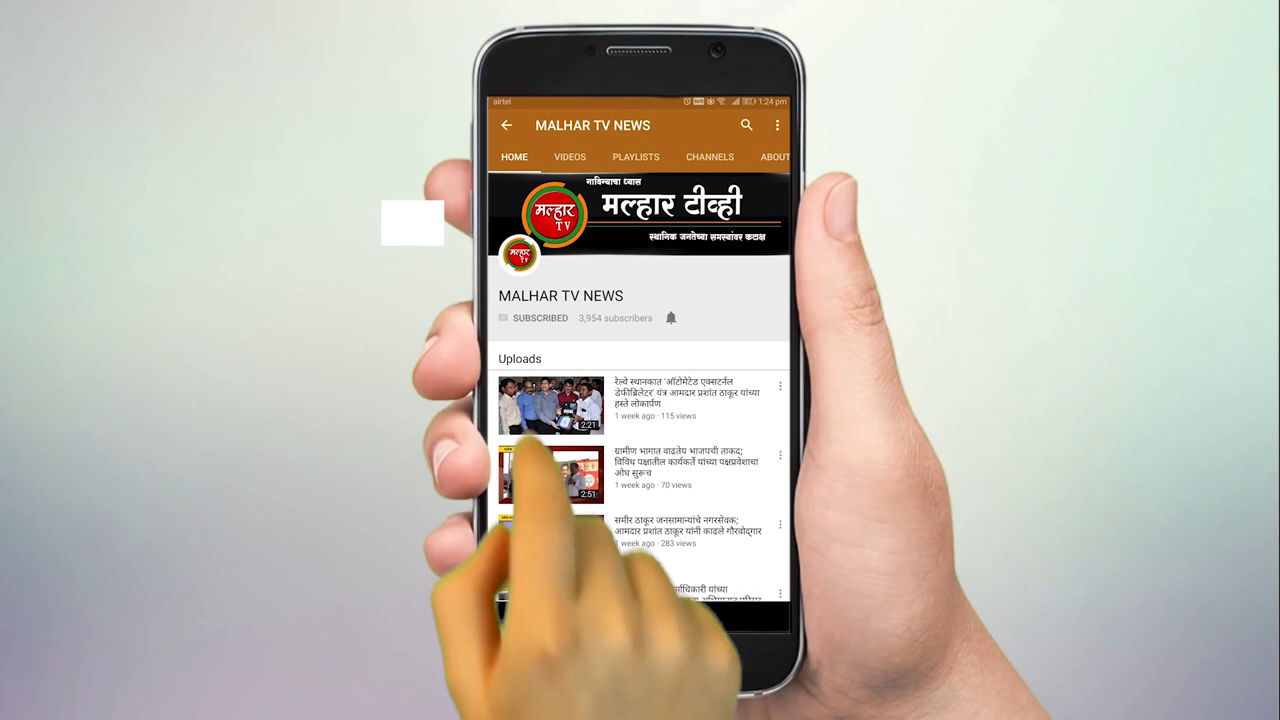 airtel 1:24 pm
MALHAR TV NEWS
HOME VIDEOS PLAYLISTS CHANNELS ABOUT
नाविन्याचा ध्यास
मल्हार टीव्ही
मल्हार
TV
स्थानिक जनतेच्या समस्यांवर कटाक्ष
मल्हार
TV
MALHAR TV NEWS
SUBSCRIBED 3,954 subscribers
Uploads
रेल्वे स्थानकात 'ऑटोमेटेड एक्सटर्नल
डेफीब्रिलेटर' यंत्र आमदार प्रशांत ठाकूर यांच्या
हस्ते लोकार्पण
1 week ago · 115 views
2:21
ग्रामीण भागात वाढतेय भाजपची ताकद;
विविध पक्षातील कार्यकर्ते यांच्या पक्षप्रवेशाचा
ओघ सुरूच
1 week ago · 70 views
2:51
समीर ठाकूर जनसामान्यांचे नगरसेवक;
आमदार प्रशांत ठाकूर यांनी काढले गौरवोद्गार
1 week ago · 283 views
यांच्या